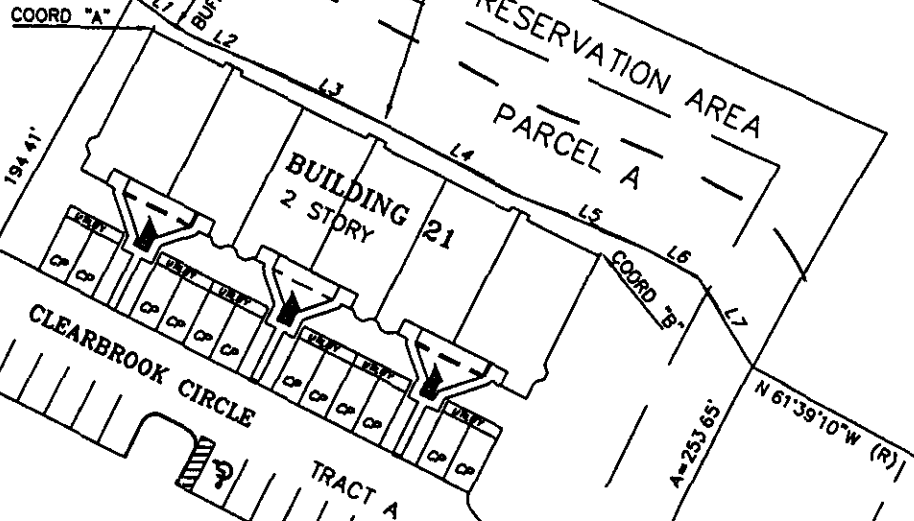 COORD "A"
L1
BUF
L2
L3
L4
L5
L6
L7
RESERVATION AREA
PARCEL A
194.41'
BUILDING 21
2 STORY
COORD "B"
UTILITY
UTILITY
UTILITY
UTILITY
UTILITY
UTILITY
CP
CP
CP
CP
CP
CP
CP
CP
CP
CP
CP
CP
CLEARBROOK CIRCLE
TRACT A
A=253.65'
N 61°39'10"W (R)